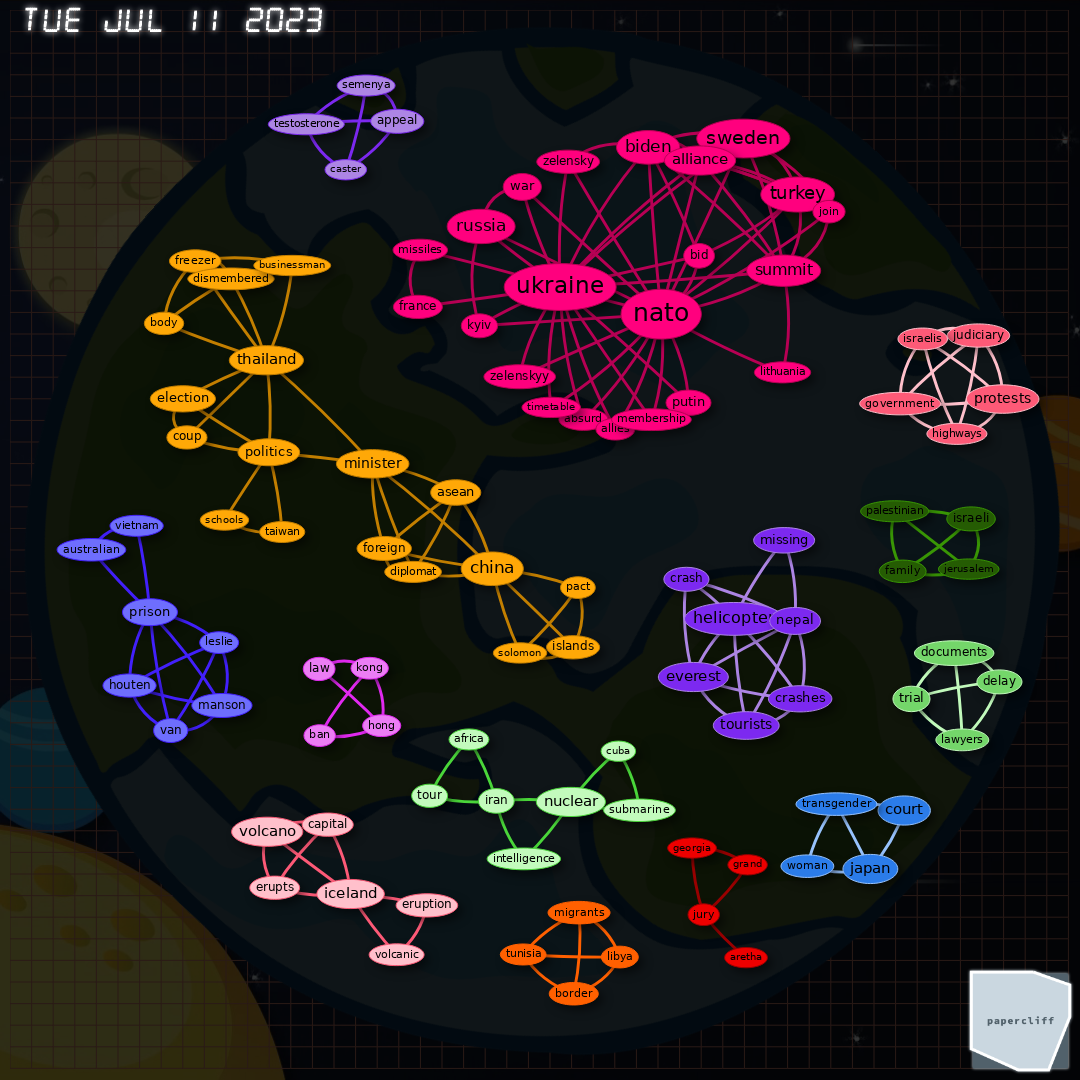 TUE JUL 11 2023
semenya
testosterone
appeal
caster
sweden
biden
alliance
zelensky
war
turkey
join
russia
missiles
bid
summit
ukraine
nato
france
kyiv
lithuania
zelenskyy
putin
timetable
absurd
allies
membership
freezer
businessman
dismembered
body
thailand
election
coup
politics
minister
asean
schools
taiwan
foreign
diplomat
china
pact
solomon
islands
israelis
judiciary
government
protests
highways
palestinian
israeli
family
jerusalem
vietnam
australian
prison
leslie
houten
manson
van
missing
crash
helicopter
nepal
everest
crashes
tourists
documents
delay
trial
lawyers
law
kong
hong
ban
africa
tour
iran
nuclear
cuba
submarine
intelligence
transgender
court
woman
japan
volcano
capital
erupts
iceland
eruption
volcanic
georgia
grand
jury
aretha
migrants
tunisia
libya
border
papercliff